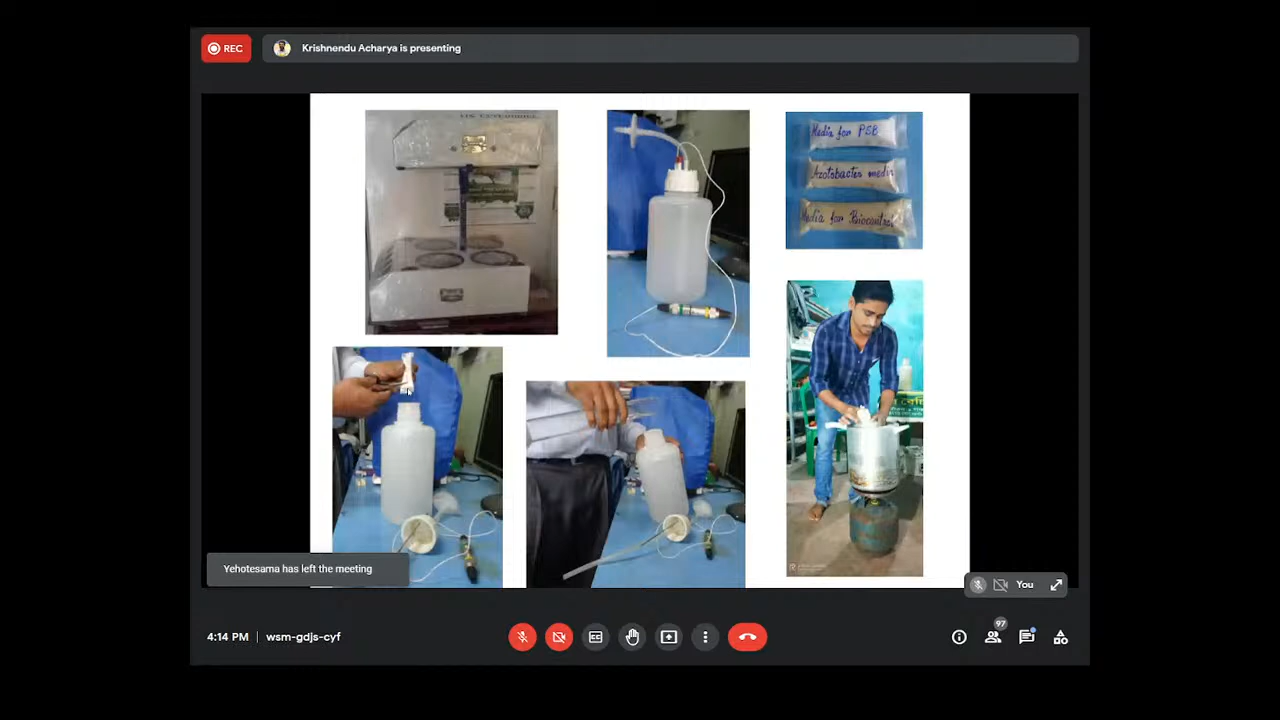 REC
Krishnendu Acharya is presenting
Media for PSB
Azotobacter media
Media for Biocontrol
Yehotesama has left the meeting
You
4:14 PM | wsm-gdjs-cyf
97